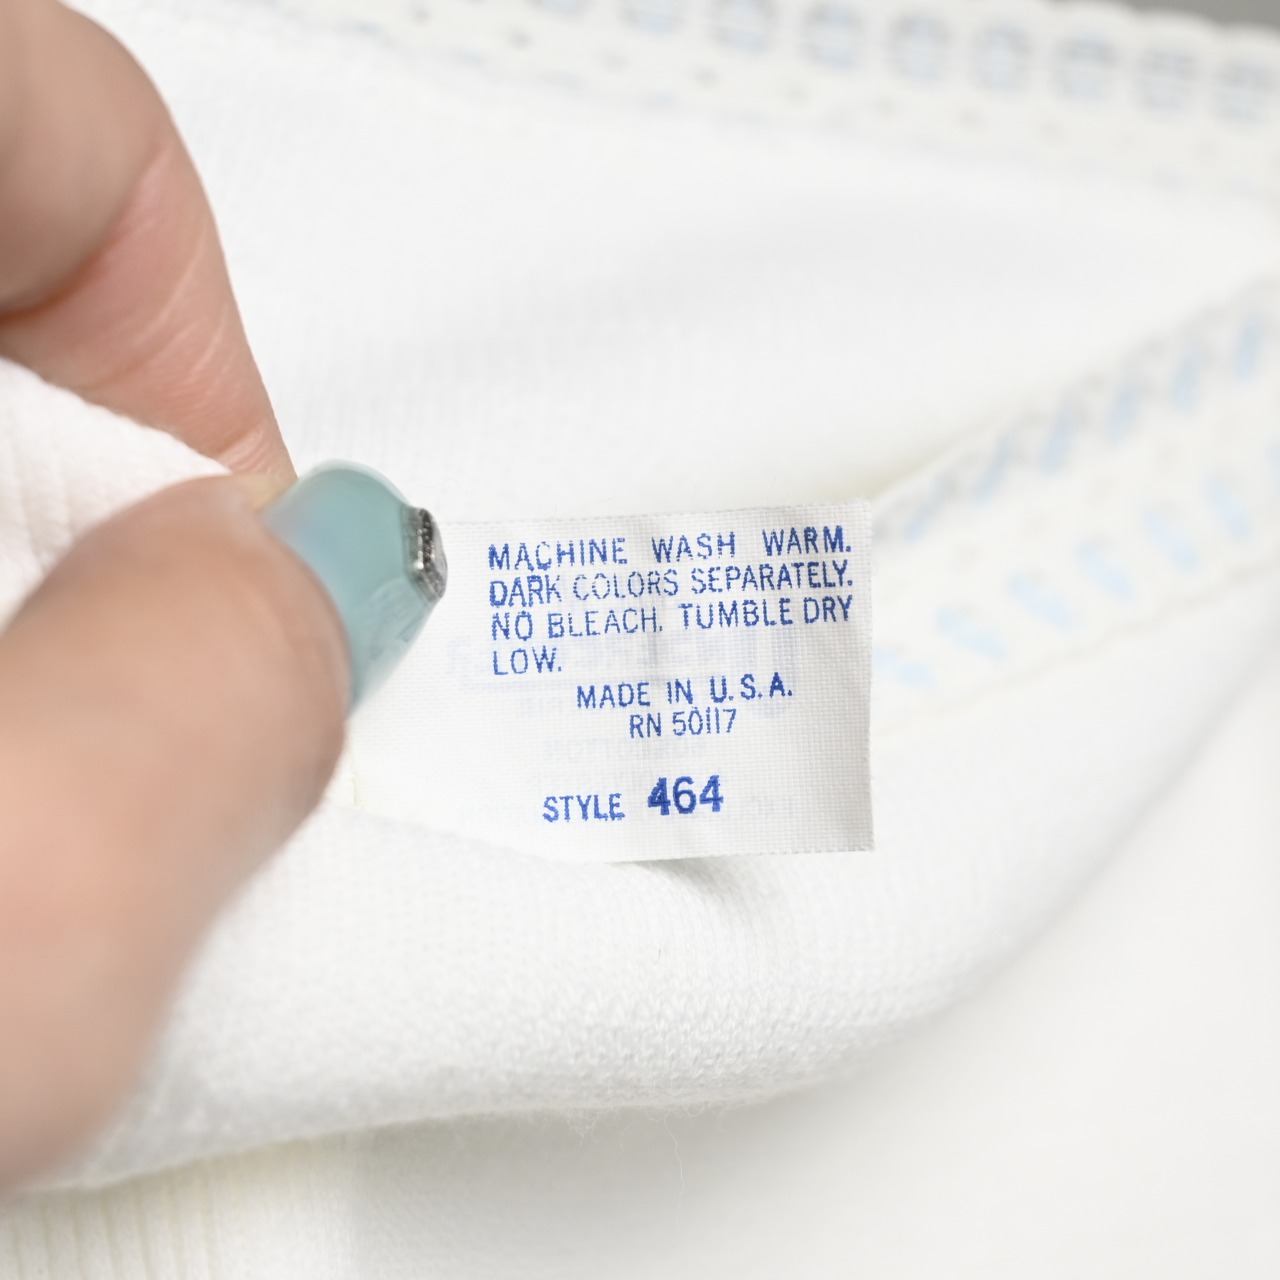 MACHINE WASH WARM.
DARK COLORS SEPARATELY.
NO BLEACH. TUMBLE DRY
LOW.
MADE IN U.S.A.
RN 50117
STYLE 464